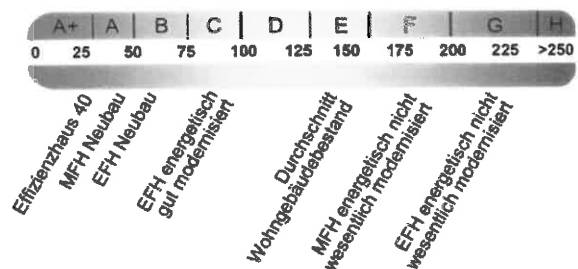 A+ A B C D E F G H
0 25 50 75 100 125 150 175 200 225 >250
Effizienzhaus 40
MFH Neubau
EFH Neubau
EFH energetisch
gut modernisiert
Durchschnitt
Wohngebäudebestand
MFH energetisch nicht
wesentlich modernisiert
EFH energetisch nicht
wesentlich modernisiert